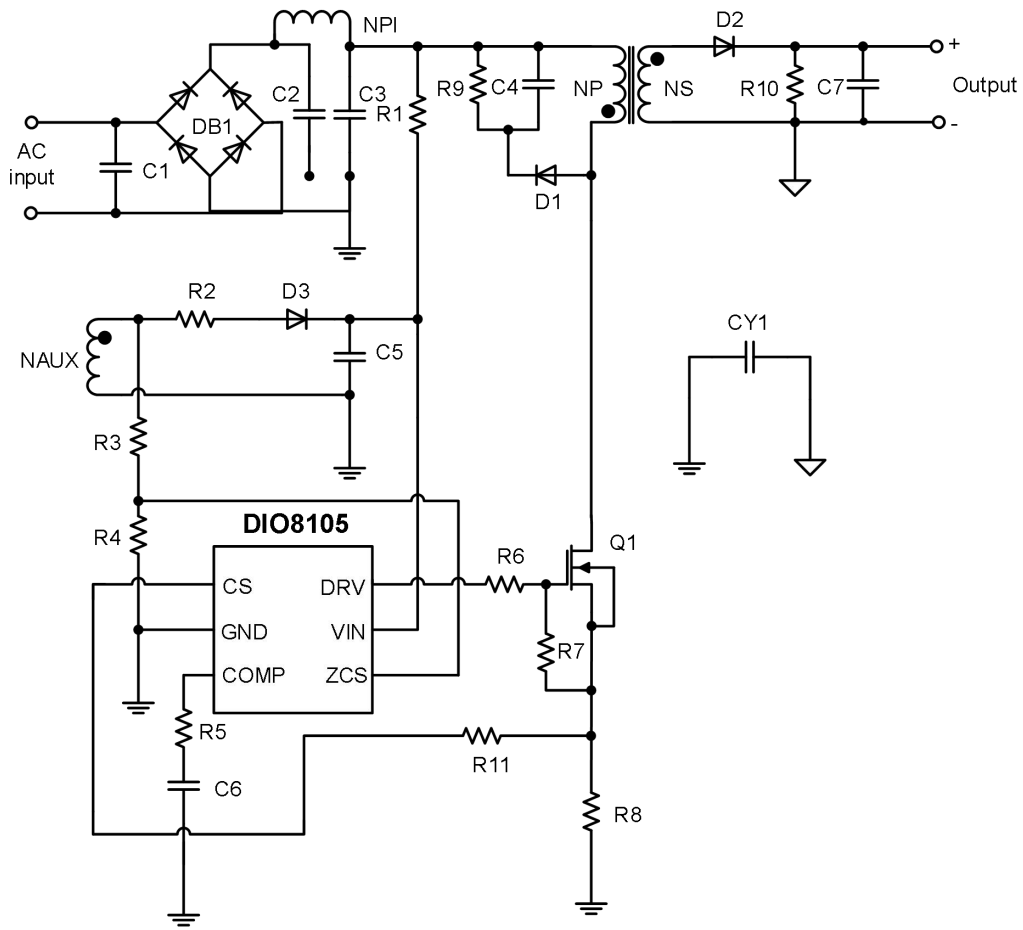 NPI
D2
DB1
C2
C3
R1
R9
C4
NP
NS
R10
C7
+
Output
-
AC
input
C1
D1
R2
D3
NAUX
C5
CY1
R3
R4
DIO8105
CS
GND
COMP
DRV
VIN
ZCS
R6
Q1
R7
R5
C6
R11
R8